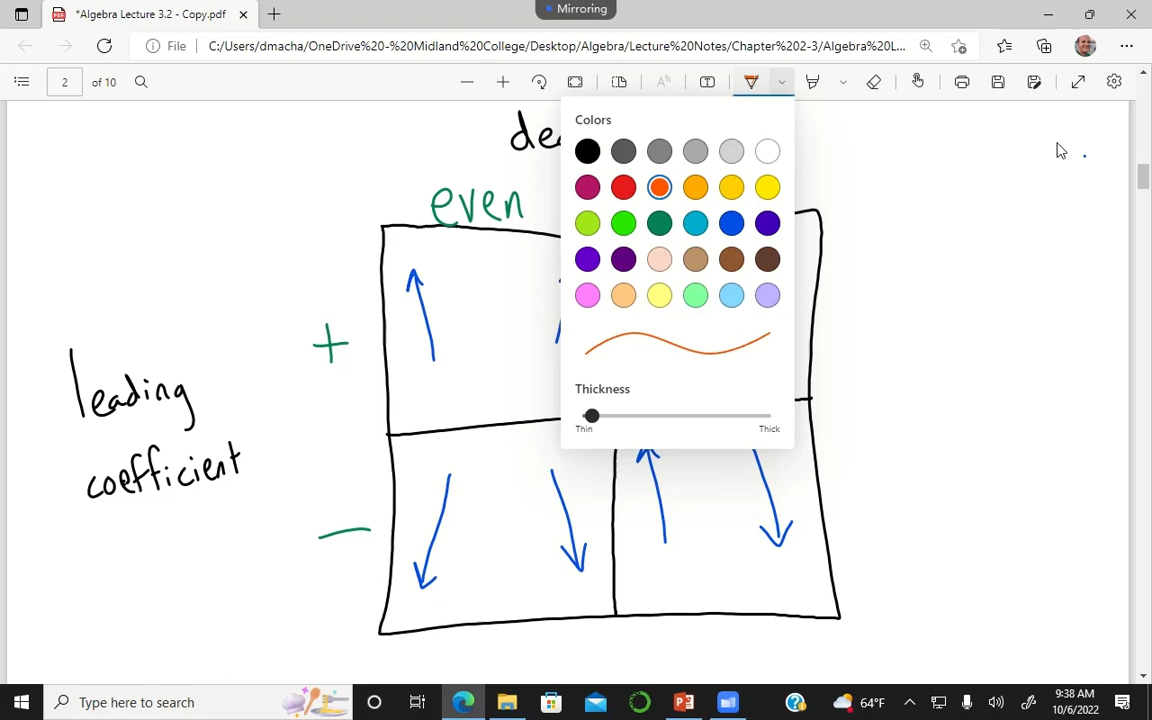 Mirroring
*Algebra Lecture 3.2 - Copy.pdf
File C:/Users/dmacha/OneDrive%20-%20Midland%20College/Desktop/Algebra/Lecture%20Notes/Chapter%202-3/Algebra%20L...
2 of 10
Colors
Thickness
Thin Thick
even
+
leading
coefficient
−
Type here to search
64°F
9:38 AM
10/6/2022